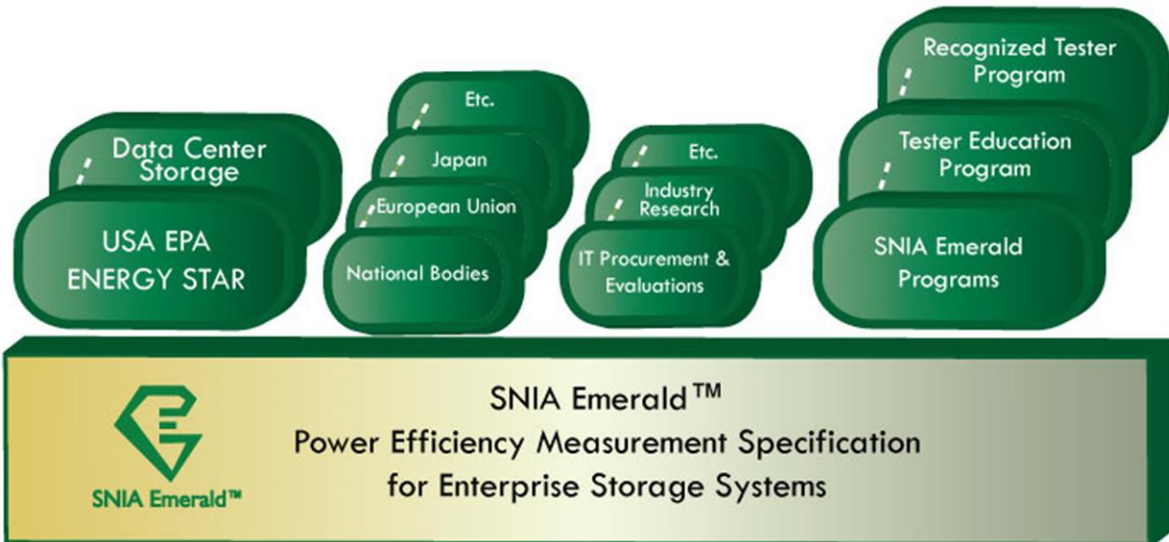 Data Center
Storage
USA EPA
ENERGY STAR
Etc.
Japan
European Union
National Bodies
Etc.
Industry
Research
IT Procurement &
Evaluations
Recognized Tester
Program
Tester Education
Program
SNIA Emerald
Programs
SNIA Emerald™
Power Efficiency Measurement Specification
for Enterprise Storage Systems
SNIA Emerald™